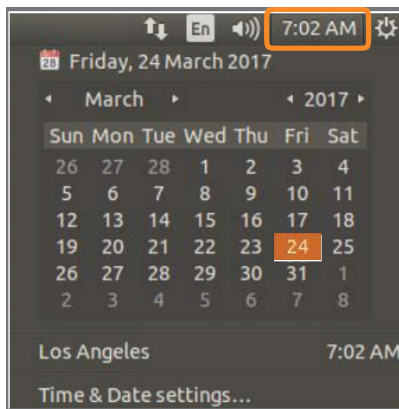 En 7:02 AM
28 Friday, 24 March 2017
March 2017
Sun Mon Tue Wed Thu Fri Sat
26 27 28 1 2 3 4
5 6 7 8 9 10 11
12 13 14 15 16 17 18
19 20 21 22 23 24 25
26 27 28 29 30 31 1
2 3 4 5 6 7 8
Los Angeles 7:02 AM
Time & Date settings...